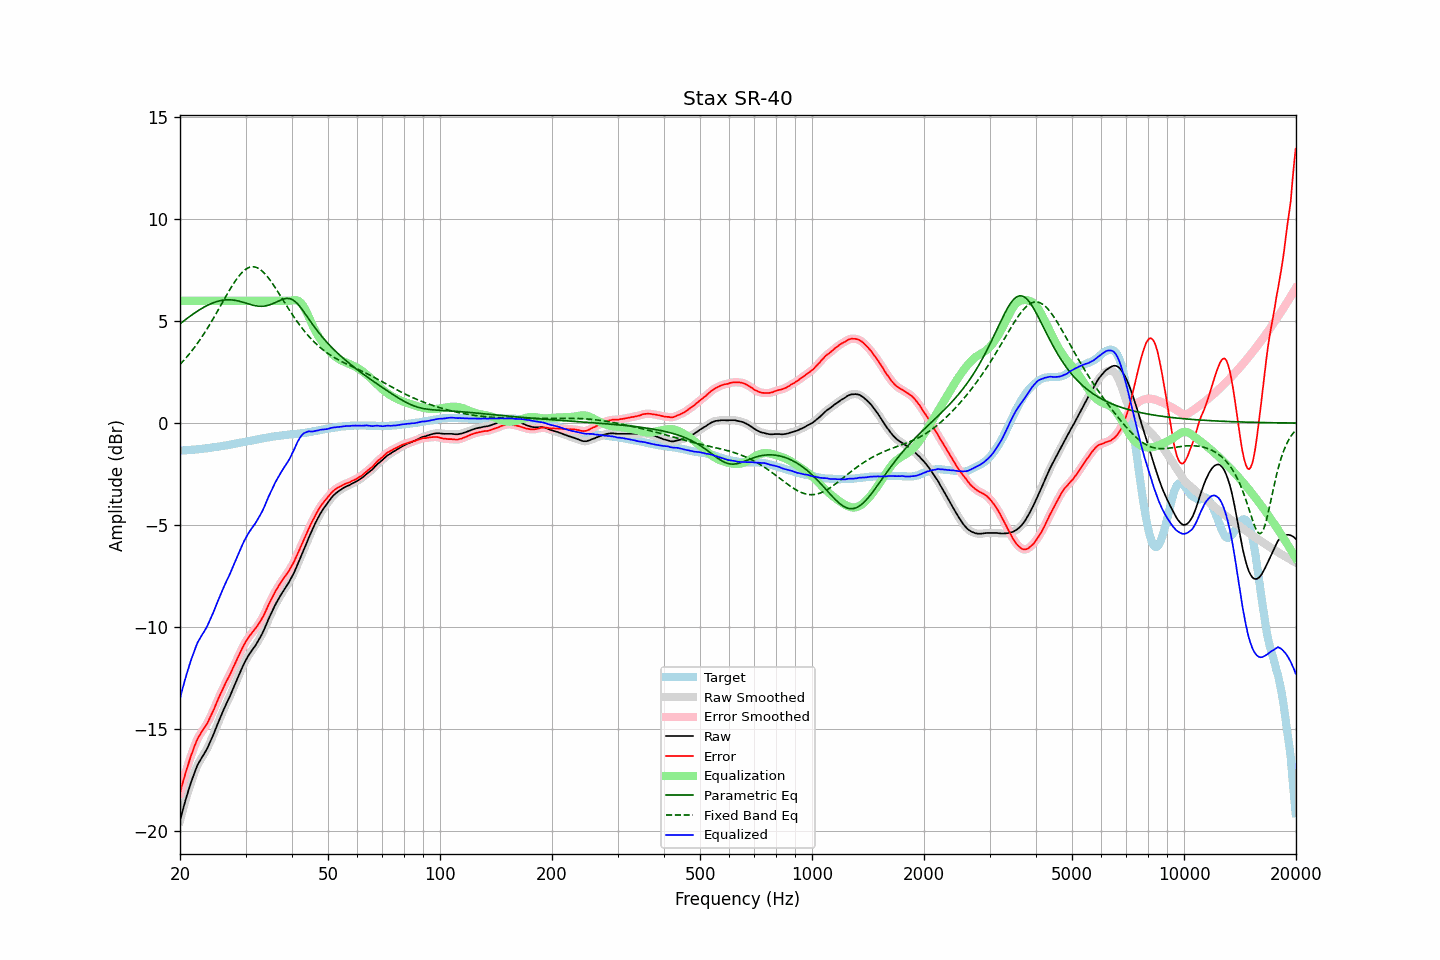 Stax SR-40
15
10
5
0
−5
−10
−15
−20
Amplitude (dBr)
20 50 100 200 500 1000 2000 5000 10000 20000
Frequency (Hz)
Target
Raw Smoothed
Error Smoothed
Raw
Error
Equalization
Parametric Eq
Fixed Band Eq
Equalized